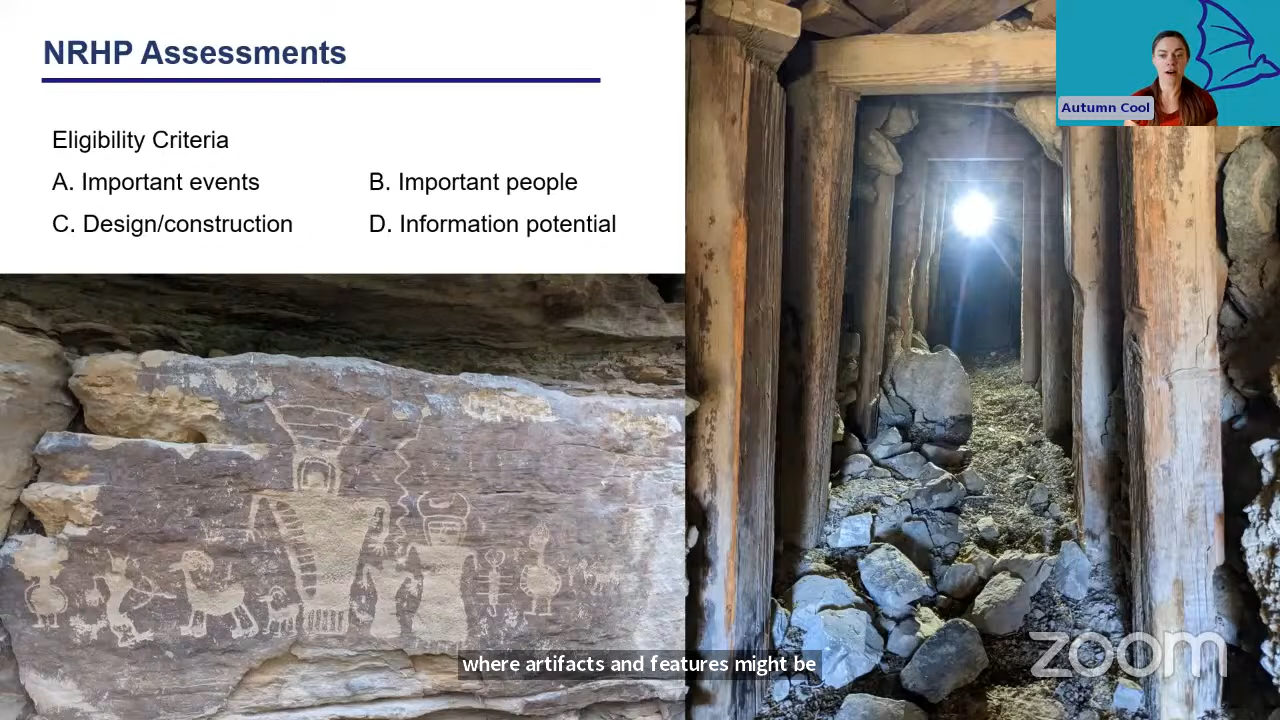 NRHP Assessments
Eligibility Criteria
A. Important events
B. Important people
C. Design/construction
D. Information potential
Autumn Cool
where artifacts and features might be
zoom